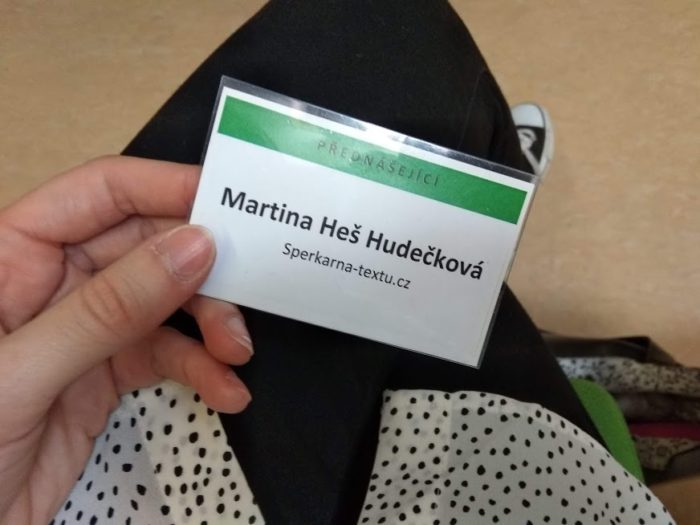 PŘEDNÁŠEJÍCÍ
Martina Heš Hudečková
Sperkarna-textu.cz